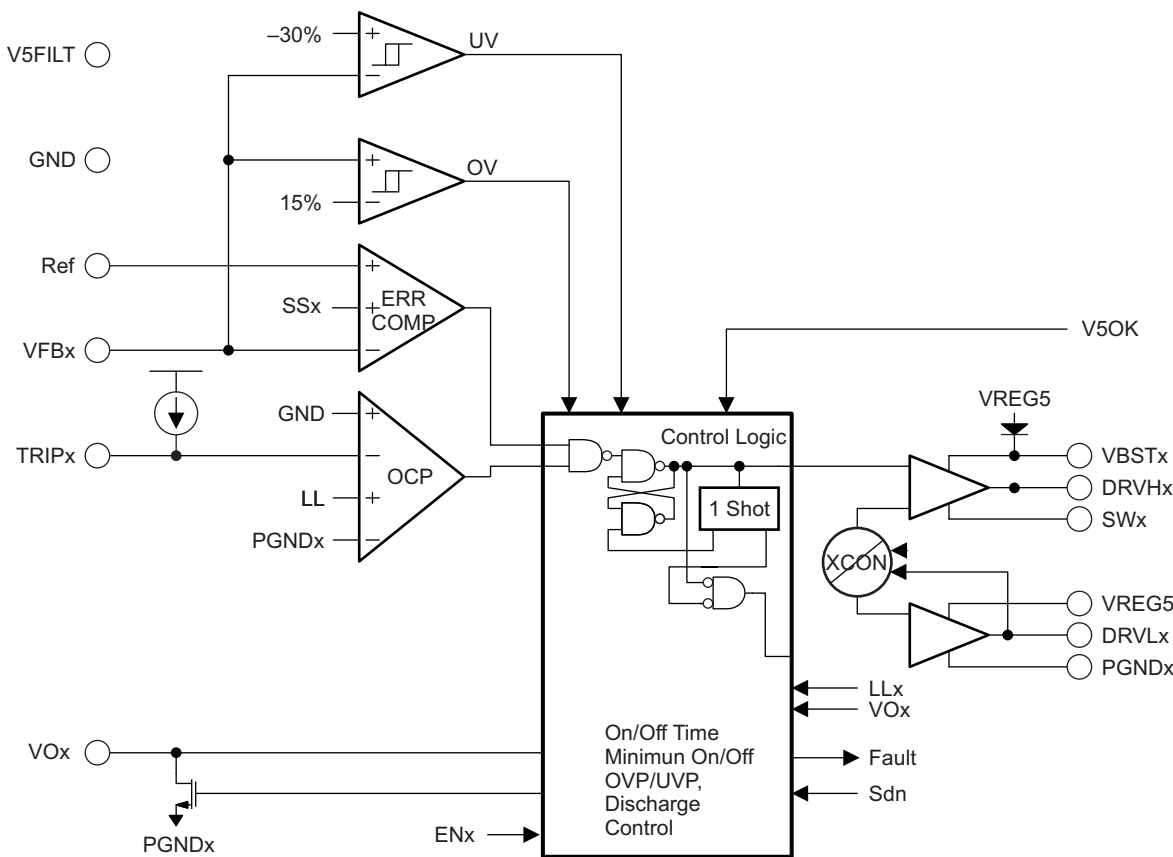 –30%
+
UV
V5FILT
−
GND
+
OV
15%
−
Ref
+
SSx
+
ERR
COMP
VFBx
−
V5OK
GND
+
VREG5
Control Logic
TRIPx
−
OCP
VBSTx
DRVHx
LL
+
1 Shot
SWx
PGNDx
−
XCON
VREG5
DRVLx
PGNDx
LLx
VOx
On/Off Time
Minimun On/Off
OVP/UVP,
Discharge
Control
VOx
Fault
Sdn
ENx
PGNDx